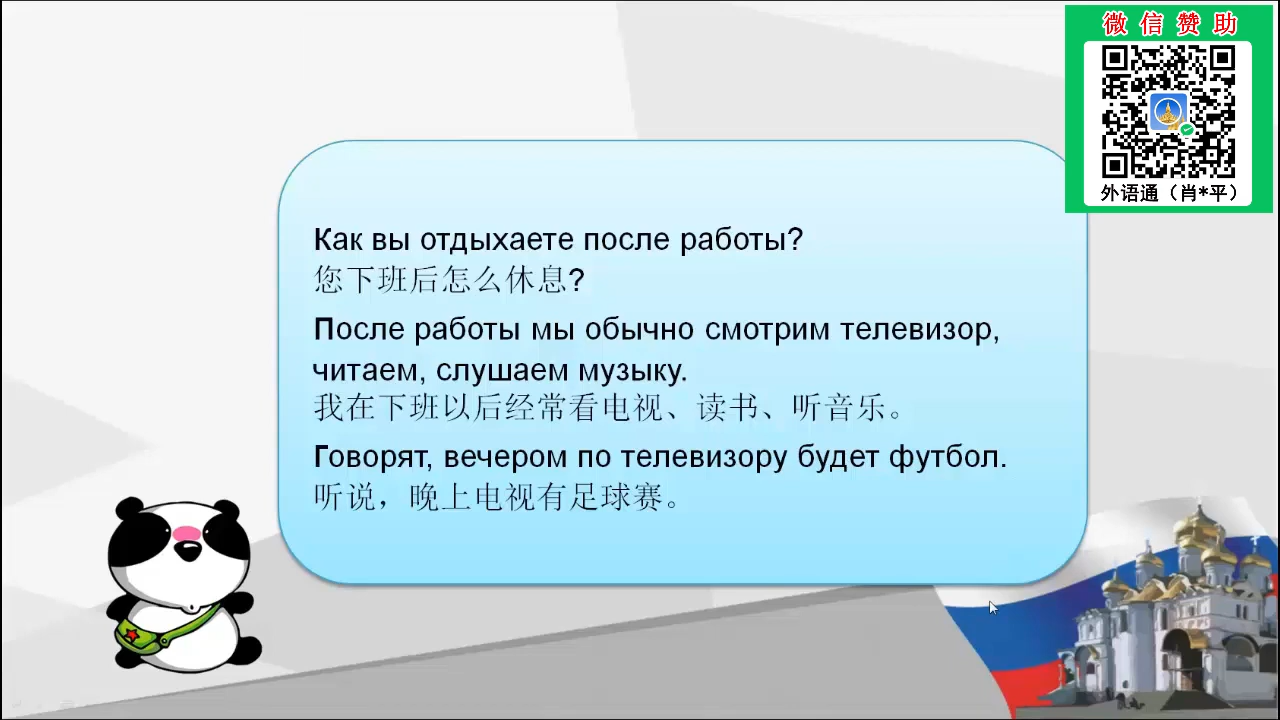 微信赞助
外语通（肖*平）
Как вы отдыхаете после работы?
您下班后怎么休息?
После работы мы обычно смотрим телевизор,
читаем, слушаем музыку.
我在下班以后经常看电视、读书、听音乐。
Говорят, вечером по телевизору будет футбол.
听说，晚上电视有足球赛。